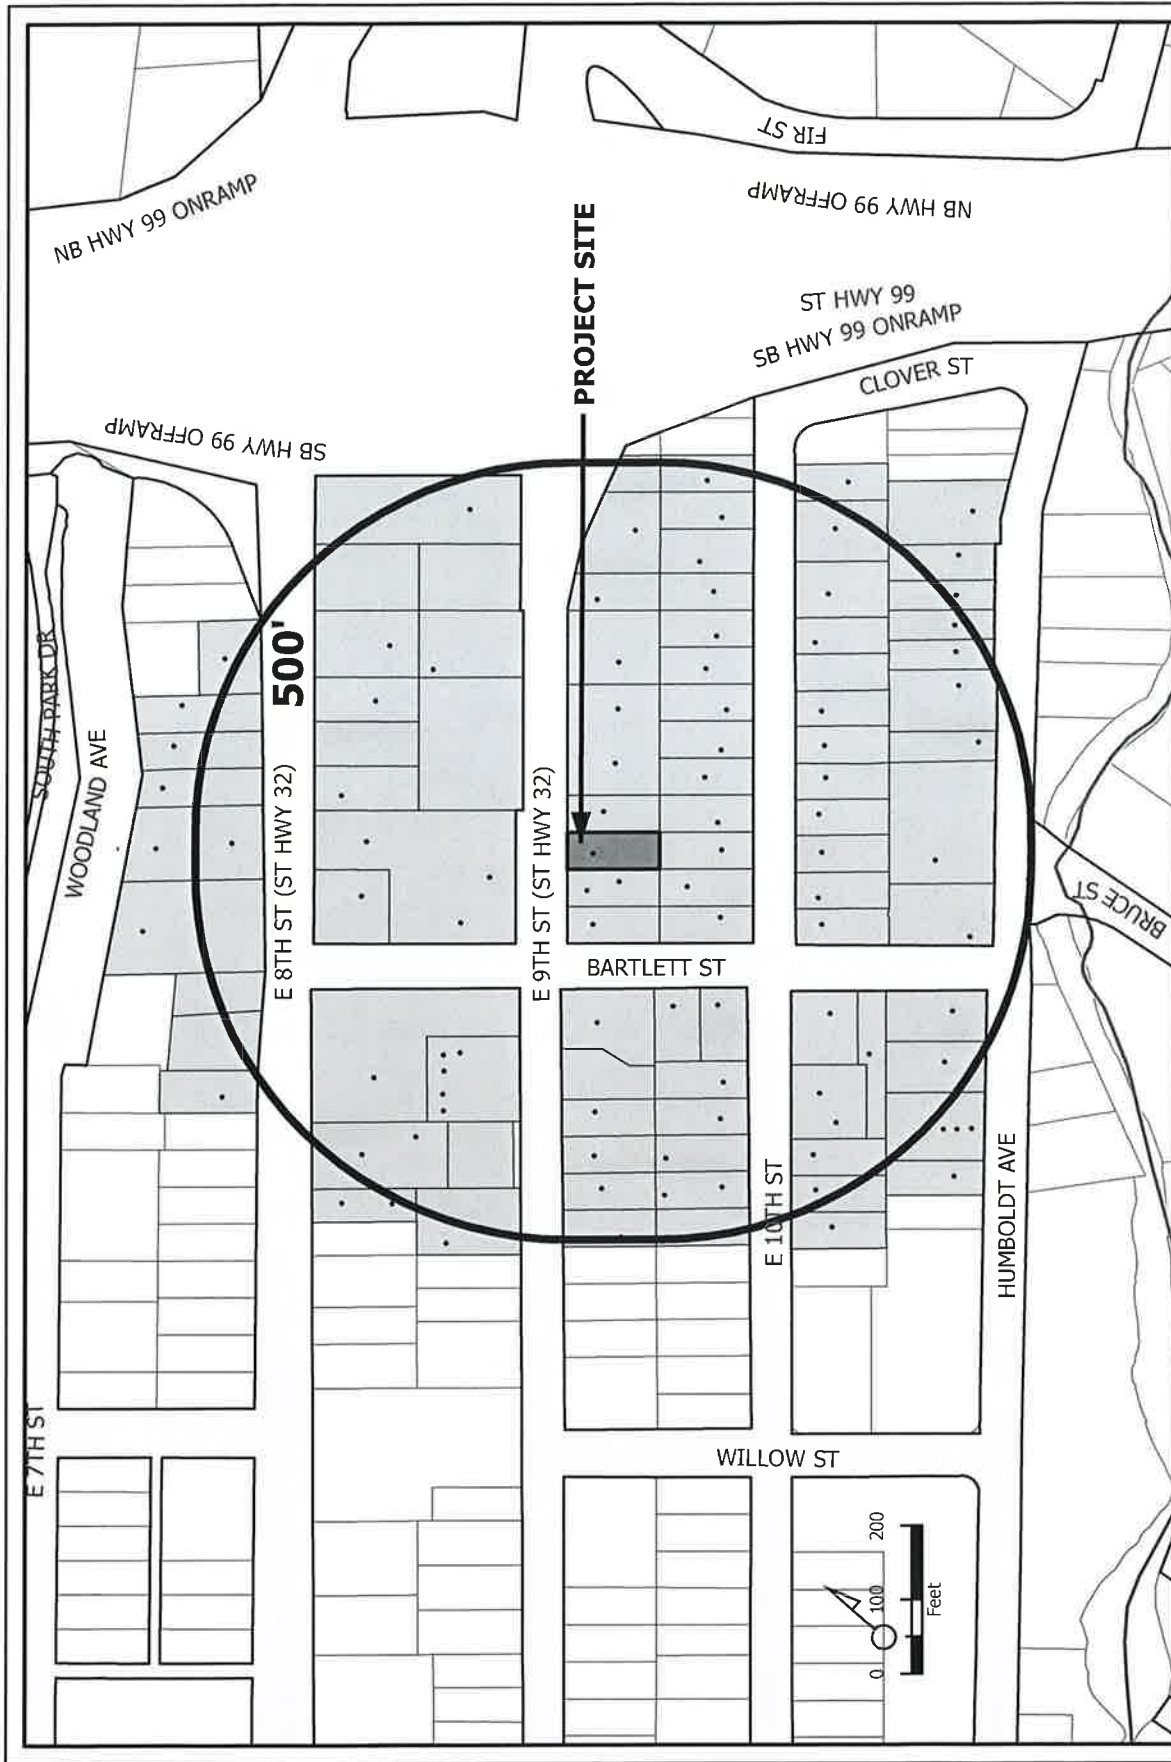 SOUTH PARK DR
WOODLAND AVE
E 7TH ST
SB HWY 99 OFFRAMP
NB HWY 99 ONRAMP
E 8TH ST (ST HWY 32)
500'
E 9TH ST (ST HWY 32)
PROJECT SITE
BARTLETT ST
WILLOW ST
E 10TH ST
FIR ST
NB HWY 99 OFFRAMP
ST HWY 99
SB HWY 99 ONRAMP
CLOVER ST
HUMBOLDT AVE
BRUCE ST
0 100 200
Feet